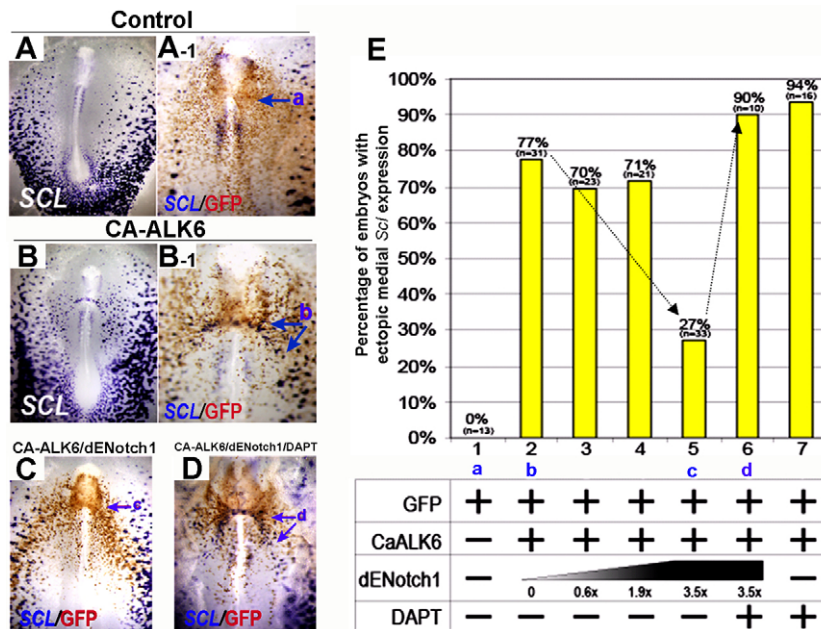 Control
A
SCL
A-1
a
SCL/GFP
CA-ALK6
B
SCL
B-1
b
SCL/GFP
CA-ALK6/dENotch1
C
c
SCL/GFP
CA-ALK6/dENotch1/DAPT
D
d
SCL/GFP
E
Percentage of embryos with
ectopic medial Scl expression
100%
90%
80%
70%
60%
50%
40%
30%
20%
10%
0%
0%
(n=13)
77%
(n=31)
70%
(n=23)
71%
(n=21)
27%
(n=33)
90%
(n=10)
94%
(n=16)
1 2 3 4 5 6 7
a b c d
GFP + + + + + + +
CaALK6 − + + + + + +
dENotch1 − 0 0.6x 1.9x 3.5x 3.5x −
DAPT − − − − − + +